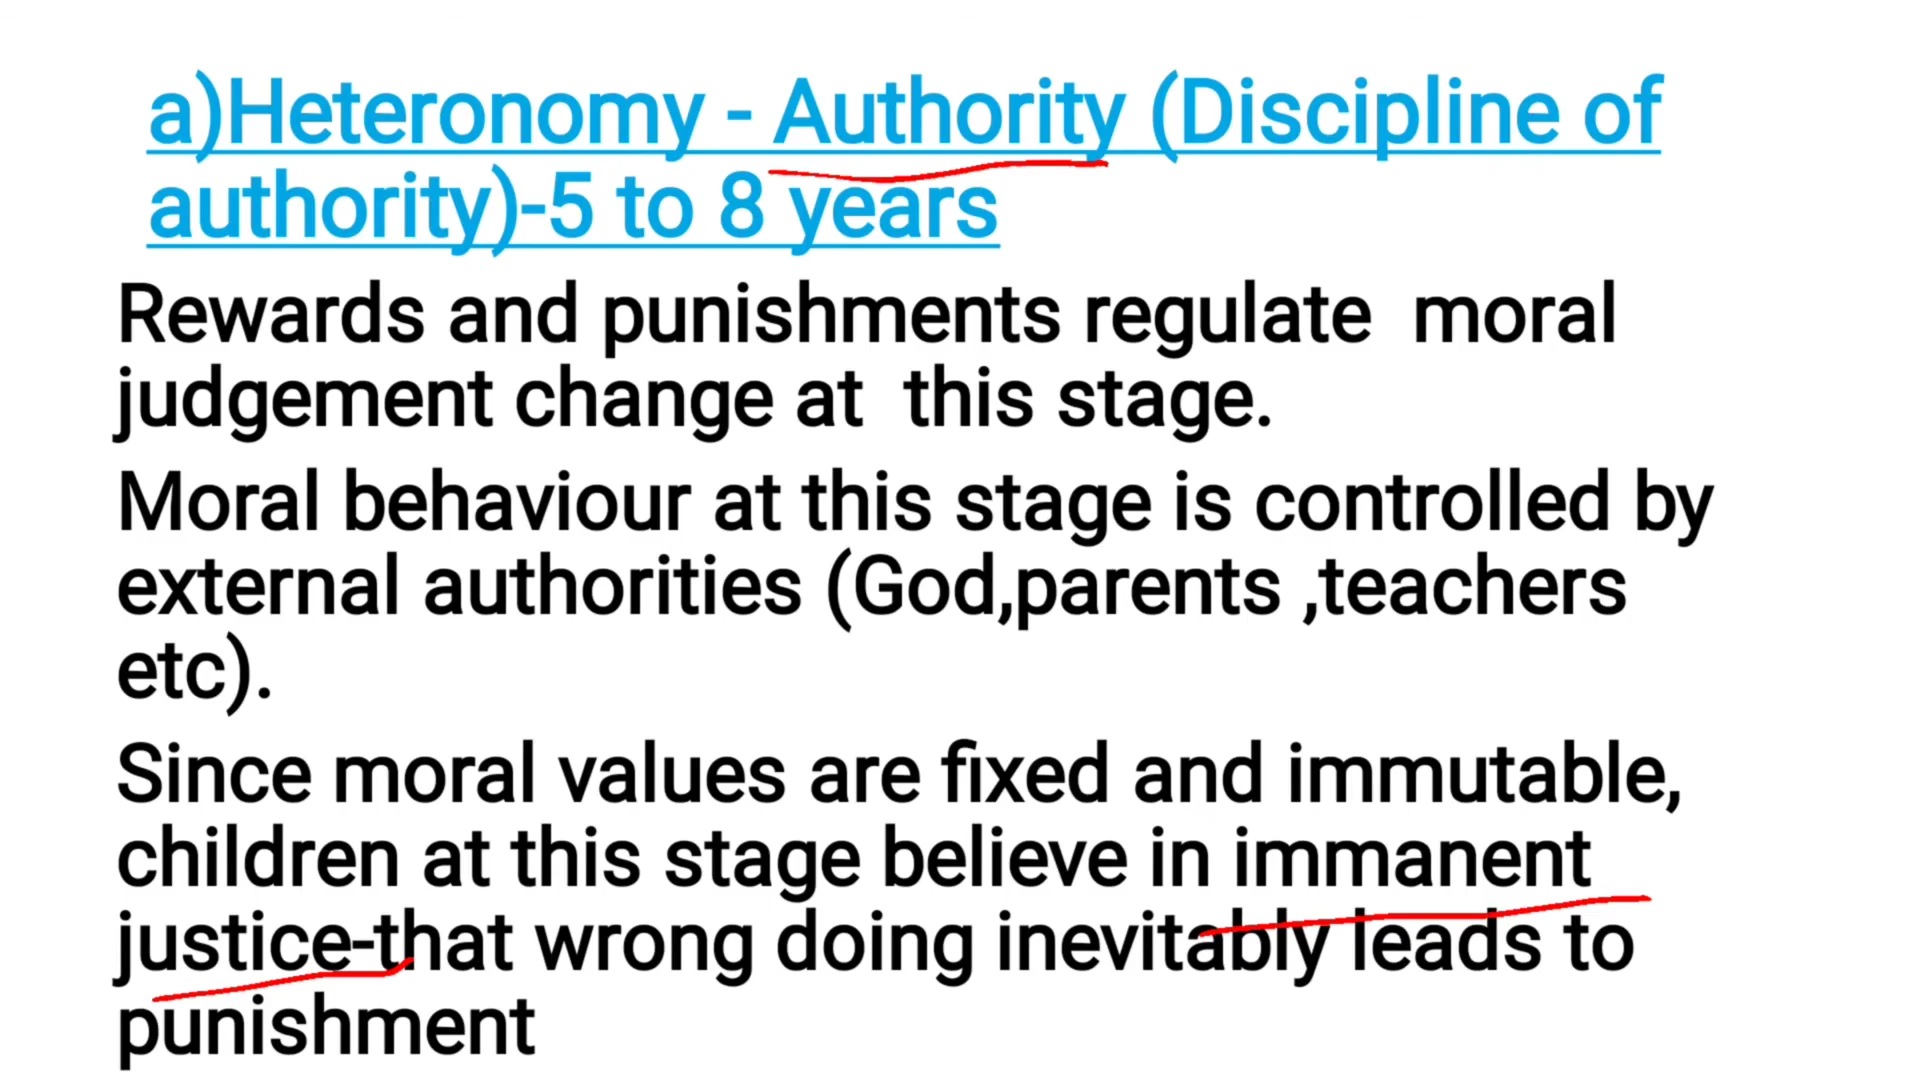 a)Heteronomy - Authority (Discipline of
authority)-5 to 8 years
Rewards and punishments regulate  moral
judgement change at  this stage.
Moral behaviour at this stage is controlled by
external authorities (God,parents ,teachers
etc).
Since moral values are fixed and immutable,
children at this stage believe in immanent
justice-that wrong doing inevitably leads to
punishment